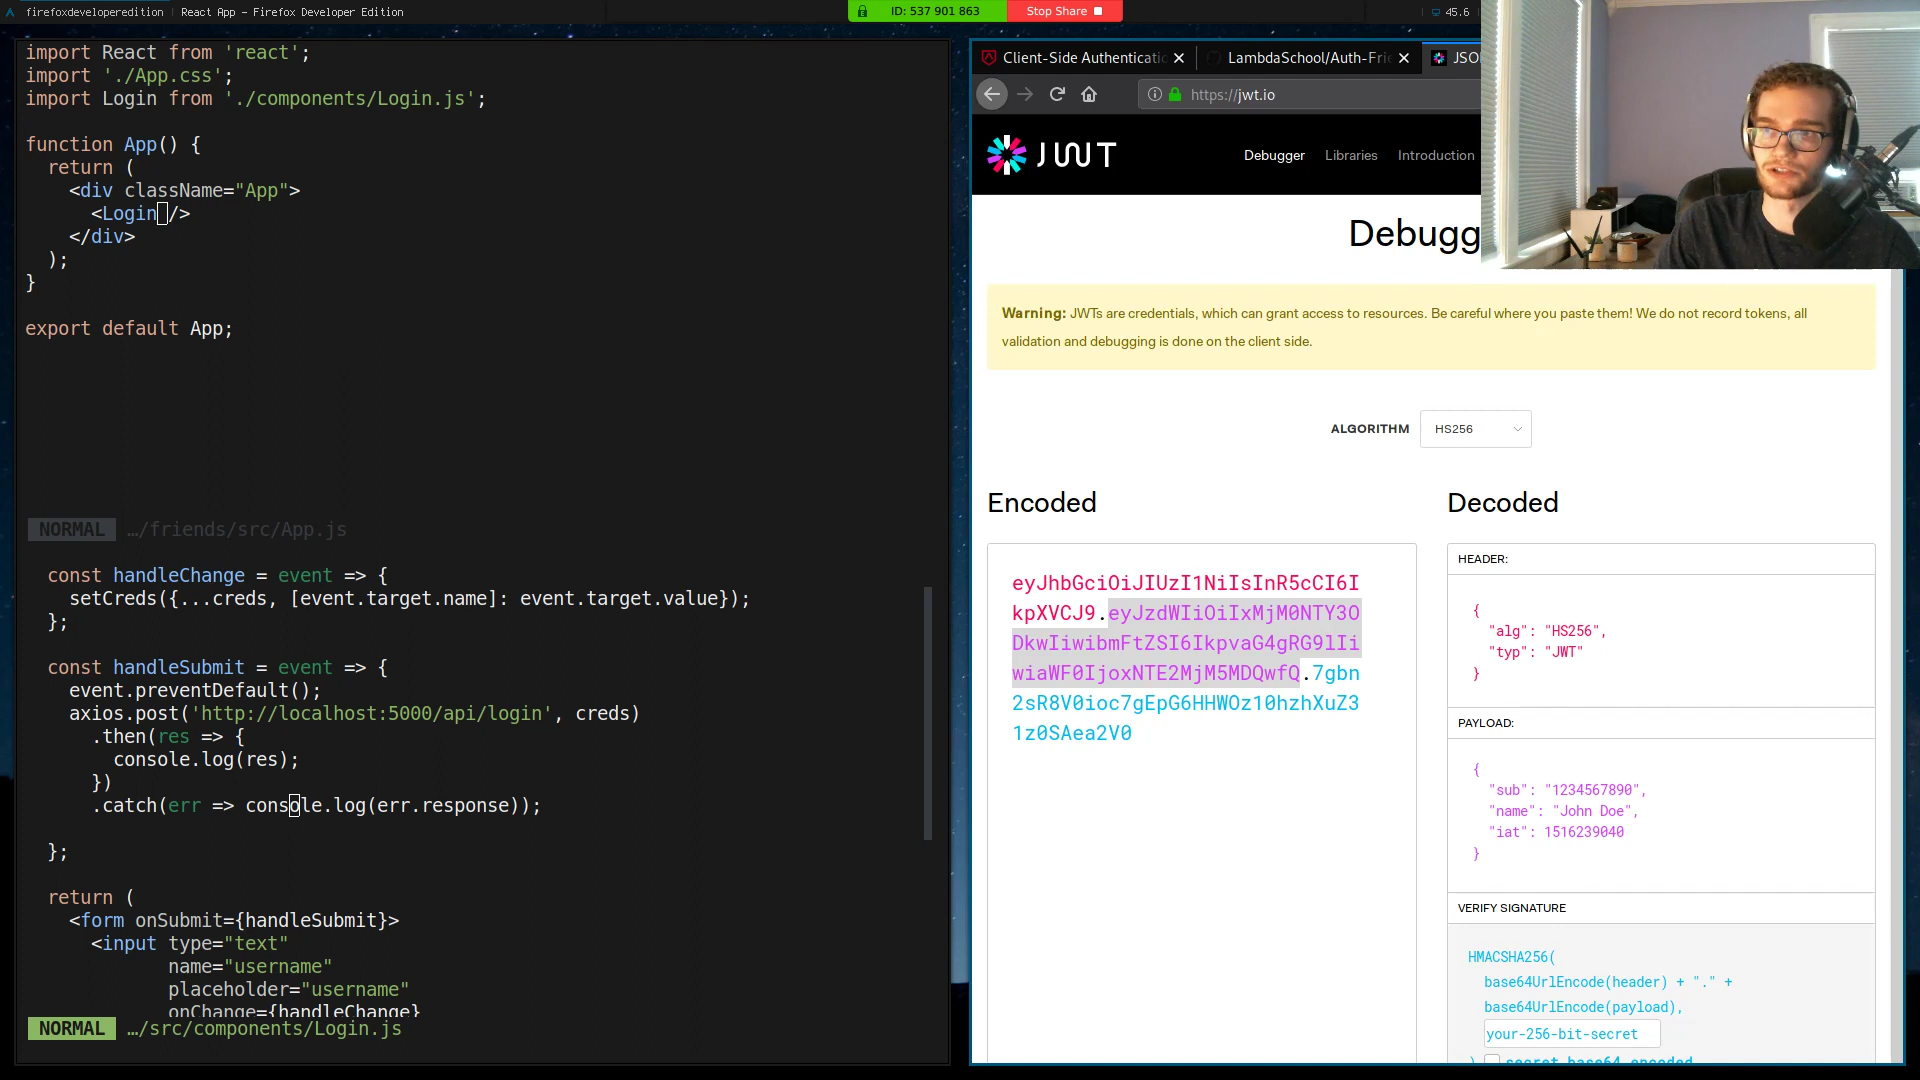 firefoxdeveloperedition | React App - Firefox Developer Edition
ID: 537 901 863
Stop Share
45.6
import React from 'react';
import './App.css';
import Login from './components/Login.js';
function App() {
return (
<div className="App">
<Login />
</div>
);
}
export default App;
NORMAL …/friends/src/App.js
const handleChange = event => {
setCreds({...creds, [event.target.name]: event.target.value});
};
const handleSubmit = event => {
event.preventDefault();
axios.post('http://localhost:5000/api/login', creds)
.then(res => {
console.log(res);
})
.catch(err => console.log(err.response));
};
return (
<form onSubmit={handleSubmit}>
<input type="text"
name="username"
placeholder="username"
onChange={handleChange}
NORMAL …/src/components/Login.js
Client-Side Authenticatio
LambdaSchool/Auth-Frie
JSO
https://jwt.io
JWT
Debugger
Libraries
Introduction
Debugg
Warning: JWTs are credentials, which can grant access to resources. Be careful where you paste them! We do not record tokens, all
validation and debugging is done on the client side.
ALGORITHM HS256
Encoded
eyJhbGciOiJIUzI1NiIsInR5cCI6I
kpXVCJ9.eyJzdWIiOiIxMjM0NTY3O
DkwIiwibmFtZSI6IkpvaG4gRG9lIi
wiaWF0IjoxNTE2MjM5MDQwfQ.7gbn
2sR8V0ioc7gEpG6HHWOz10hzhXuZ3
1z0SAea2V0
Decoded
HEADER:
{
"alg": "HS256",
"typ": "JWT"
}
PAYLOAD:
{
"sub": "1234567890",
"name": "John Doe",
"iat": 1516239040
}
VERIFY SIGNATURE
HMACSHA256(
base64UrlEncode(header) + "." +
base64UrlEncode(payload),
your-256-bit-secret
) secret base64 encoded